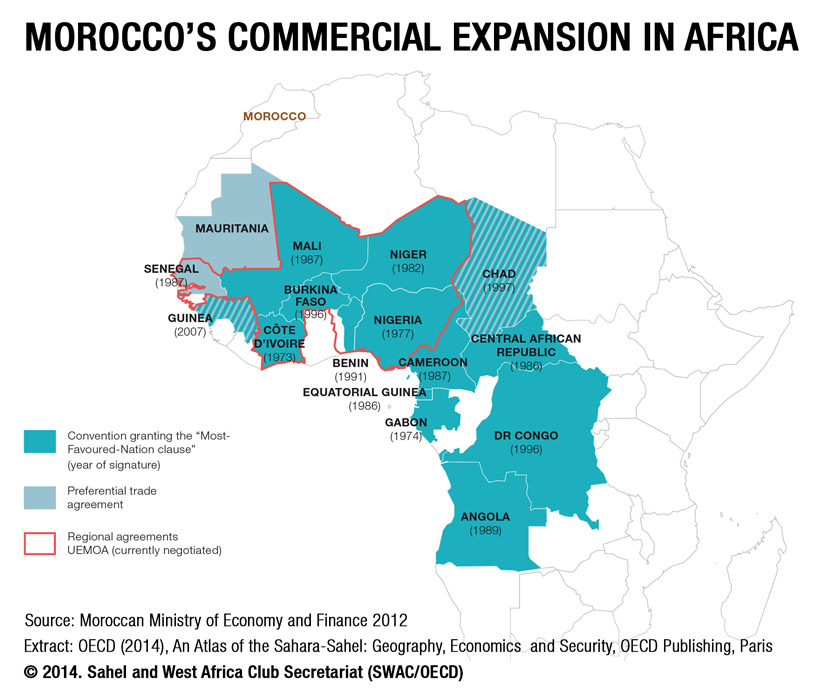 MOROCCO'S COMMERCIAL EXPANSION IN AFRICA
MOROCCO
MAURITANIA
MALI
(1987)
NIGER
(1982)
CHAD
(1997)
SENEGAL
(1987)
BURKINA
FASO
(1996)
GUINEA
(2007)
CÔTE
D'IVOIRE
(1973)
NIGERIA
(1977)
CENTRAL AFRICAN
REPUBLIC
(1986)
BENIN
(1991)
CAMEROON
(1987)
EQUATORIAL GUINEA
(1986)
GABON
(1974)
DR CONGO
(1996)
ANGOLA
(1989)
Convention granting the “Most-
Favoured-Nation clause”
(year of signature)
Preferential trade
agreement
Regional agreements
UEMOA (currently negotiated)
Source: Moroccan Ministry of Economy and Finance 2012
Extract: OECD (2014), An Atlas of the Sahara-Sahel: Geography, Economics and Security, OECD Publishing, Paris
© 2014. Sahel and West Africa Club Secretariat (SWAC/OECD)